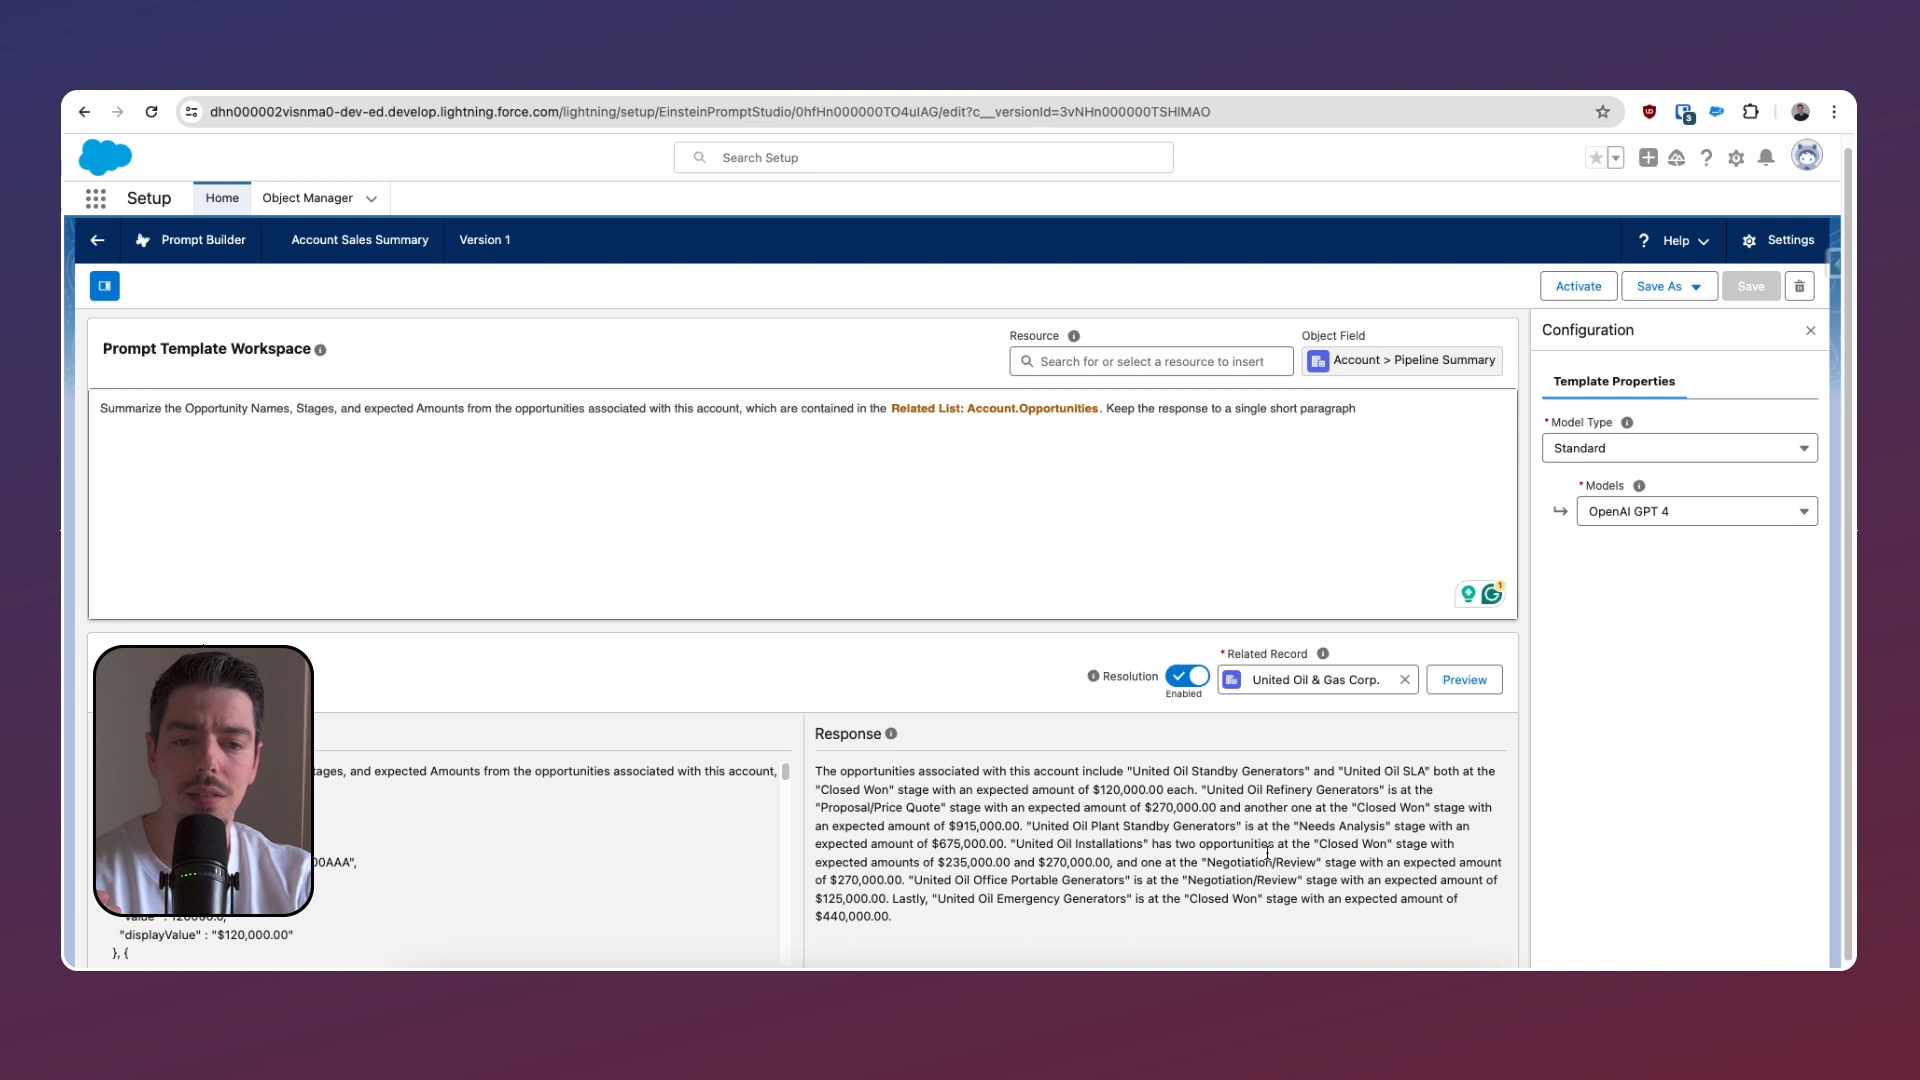 dhn000002visnma0-dev-ed.develop.lightning.force.com/lightning/setup/EinsteinPromptStudio/0hfHn000000TO4uIAG/edit?c__versionId=3vNHn000000TSHIMAO
3
Search Setup
Setup
Home
Object Manager
Prompt Builder
Account Sales Summary
Version 1
? Help
Settings
Activate
Save As
Save
Prompt Template Workspace
Resource
Search for or select a resource to insert
Object Field
Account > Pipeline Summary
Summarize the Opportunity Names, Stages, and expected Amounts from the opportunities associated with this account, which are contained in the Related List: Account.Opportunities. Keep the response to a single short paragraph
1
Configuration
Template Properties
* Model Type
Standard
* Models
OpenAI GPT 4
Resolution
Enabled
* Related Record
United Oil & Gas Corp.
Preview
tages, and expected Amounts from the opportunities associated with this account,
00AAA",
"displayValue" : "$120,000.00"
}, {
Response
The opportunities associated with this account include "United Oil Standby Generators" and "United Oil SLA" both at the
"Closed Won" stage with an expected amount of $120,000.00 each. "United Oil Refinery Generators" is at the
"Proposal/Price Quote" stage with an expected amount of $270,000.00 and another one at the "Closed Won" stage with
an expected amount of $915,000.00. "United Oil Plant Standby Generators" is at the "Needs Analysis" stage with an
expected amount of $675,000.00. "United Oil Installations" has two opportunities at the "Closed Won" stage with
expected amounts of $235,000.00 and $270,000.00, and one at the "Negotiation/Review" stage with an expected amount
of $270,000.00. "United Oil Office Portable Generators" is at the "Negotiation/Review" stage with an expected amount of
$125,000.00. Lastly, "United Oil Emergency Generators" is at the "Closed Won" stage with an expected amount of
$440,000.00.